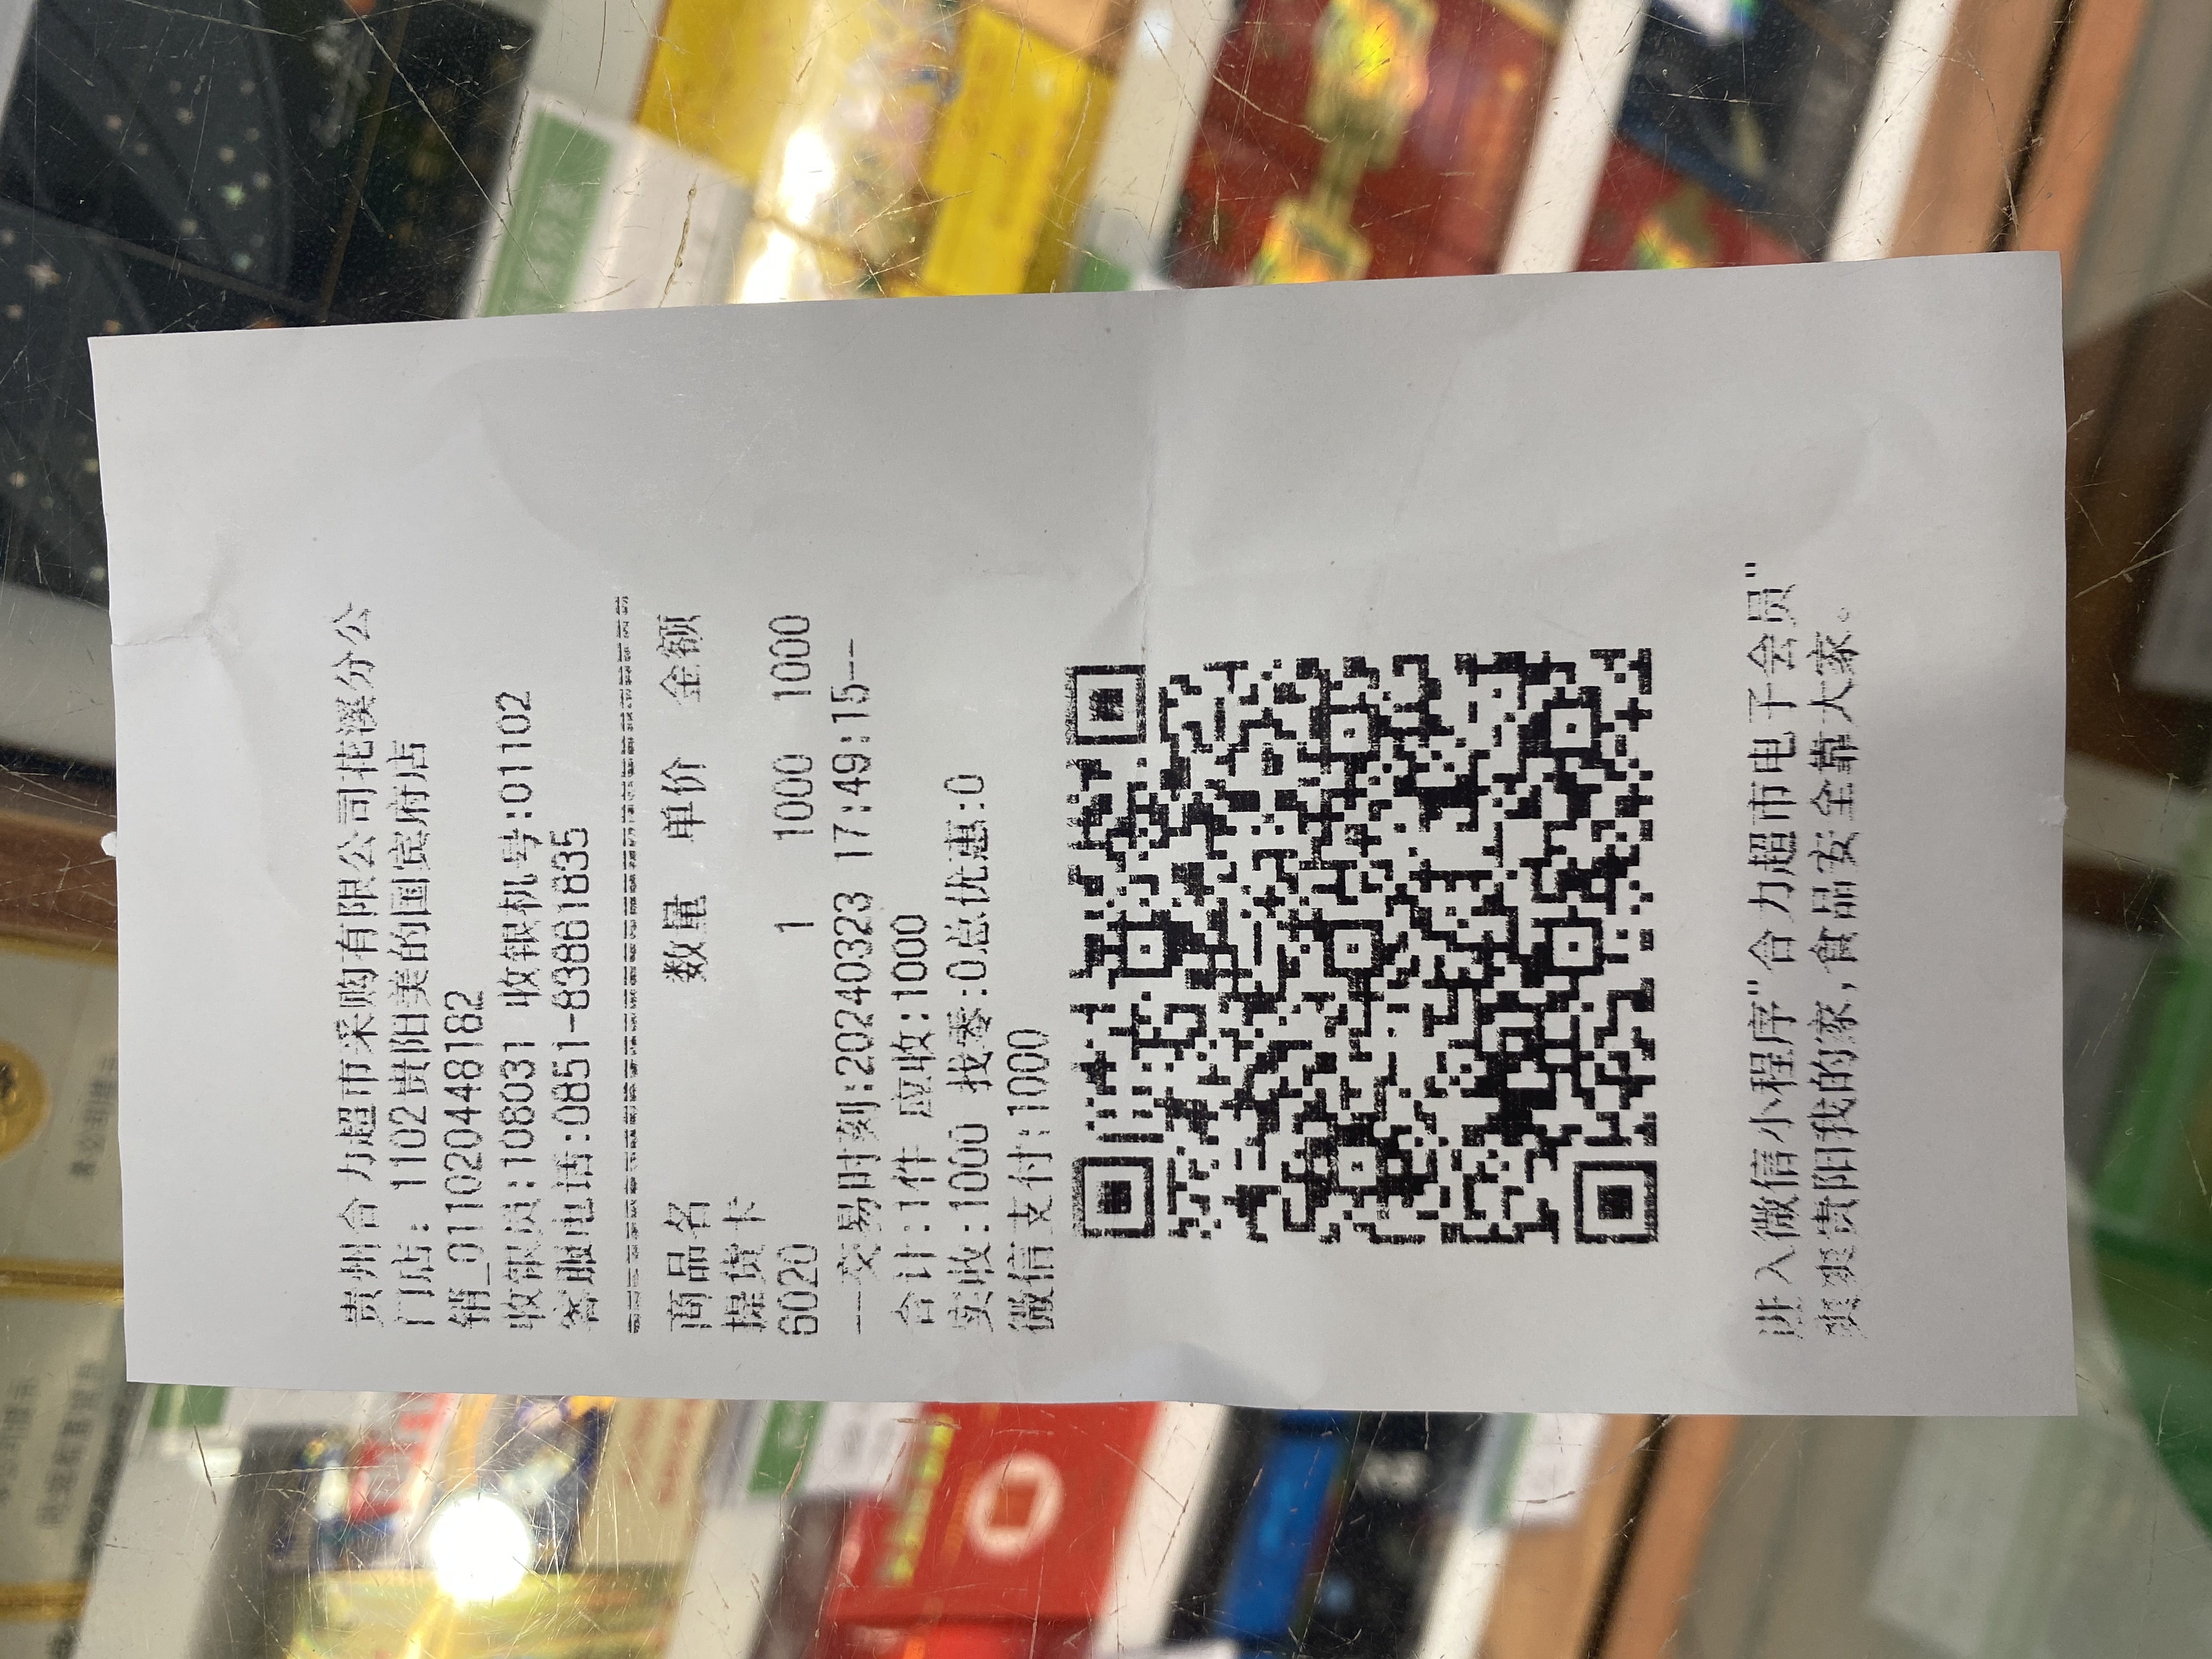 贵州合力超市采购有限公司花溪分公
门店: 1102贵阳美的国宾府店
销_011020448182
收银员:108031 收银机号:01102
客服电话:0851-83861835
商品名 数量 单价 金额
提货卡
6020 1 1000 1000
--交易时刻:20240323 17:49:15--
合计:1件 应收:1000
实收:1000 找零:0总优惠:0
微信支付:1000
进入微信小程序"合力超市电子会员"
爽爽贵阳我的家,食品安全靠大家。